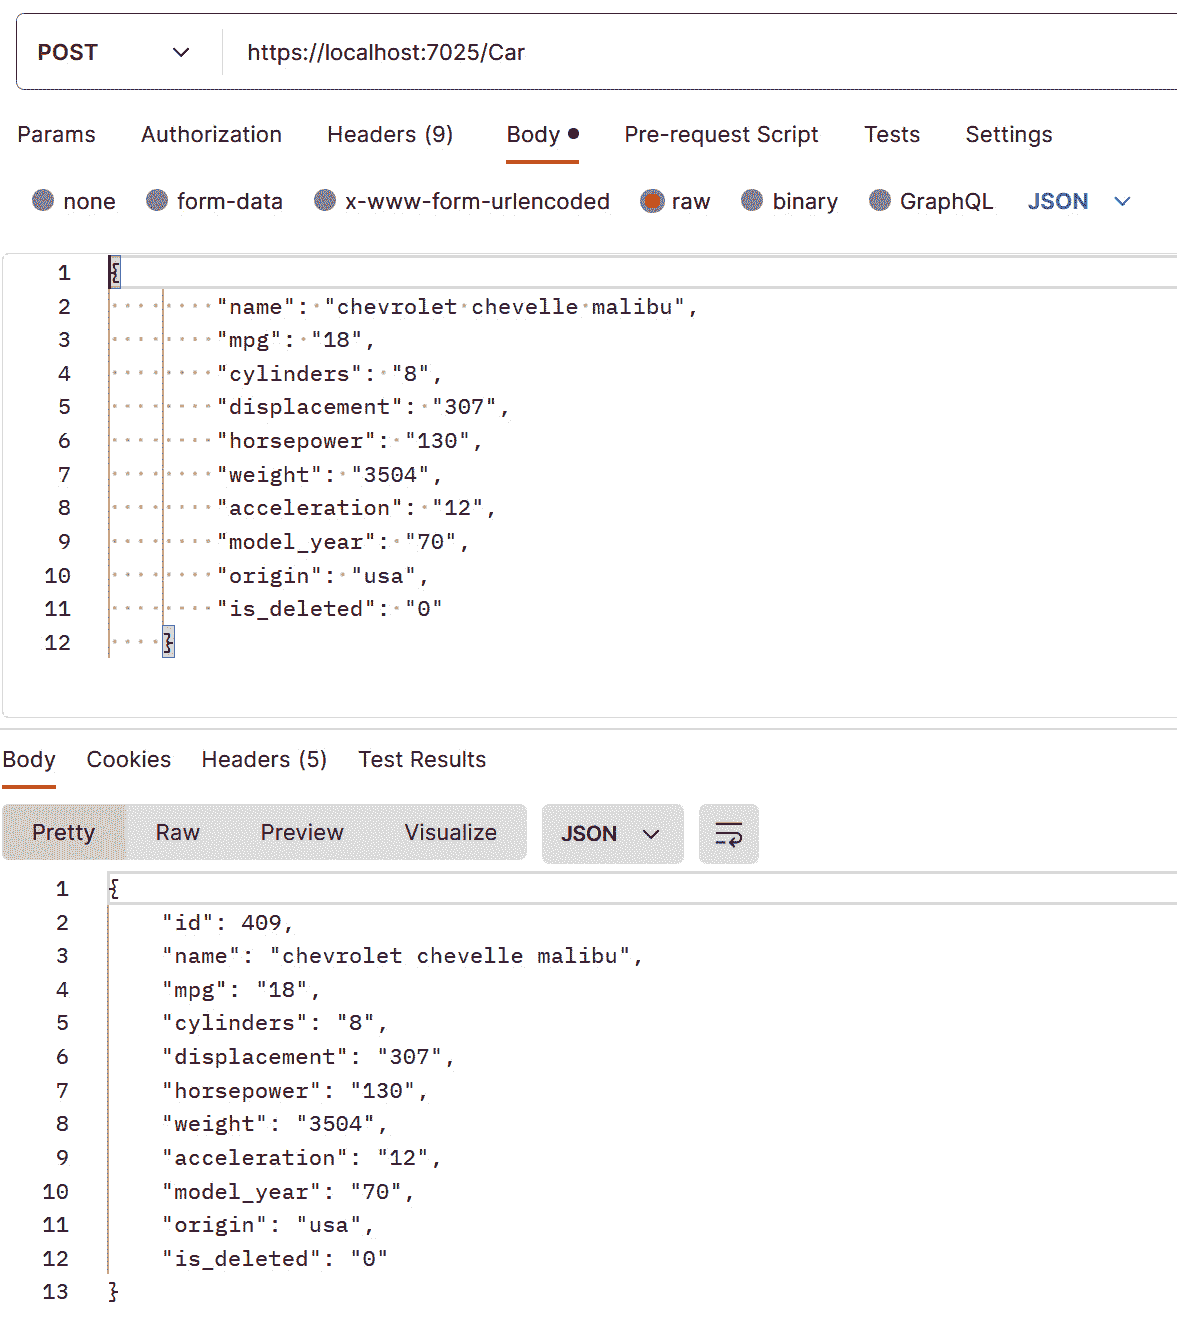 POST https://localhost:7025/Car
Params Authorization Headers (9) Body Pre-request Script Tests Settings
none form-data x-www-form-urlencoded raw binary GraphQL JSON
1 {
2 "name": "chevrolet chevelle malibu",
3 "mpg": "18",
4 "cylinders": "8",
5 "displacement": "307",
6 "horsepower": "130",
7 "weight": "3504",
8 "acceleration": "12",
9 "model_year": "70",
10 "origin": "usa",
11 "is_deleted": "0"
12 }
Body Cookies Headers (5) Test Results
Pretty Raw Preview Visualize JSON
1 {
2 "id": 409,
3 "name": "chevrolet chevelle malibu",
4 "mpg": "18",
5 "cylinders": "8",
6 "displacement": "307",
7 "horsepower": "130",
8 "weight": "3504",
9 "acceleration": "12",
10 "model_year": "70",
11 "origin": "usa",
12 "is_deleted": "0"
13 }